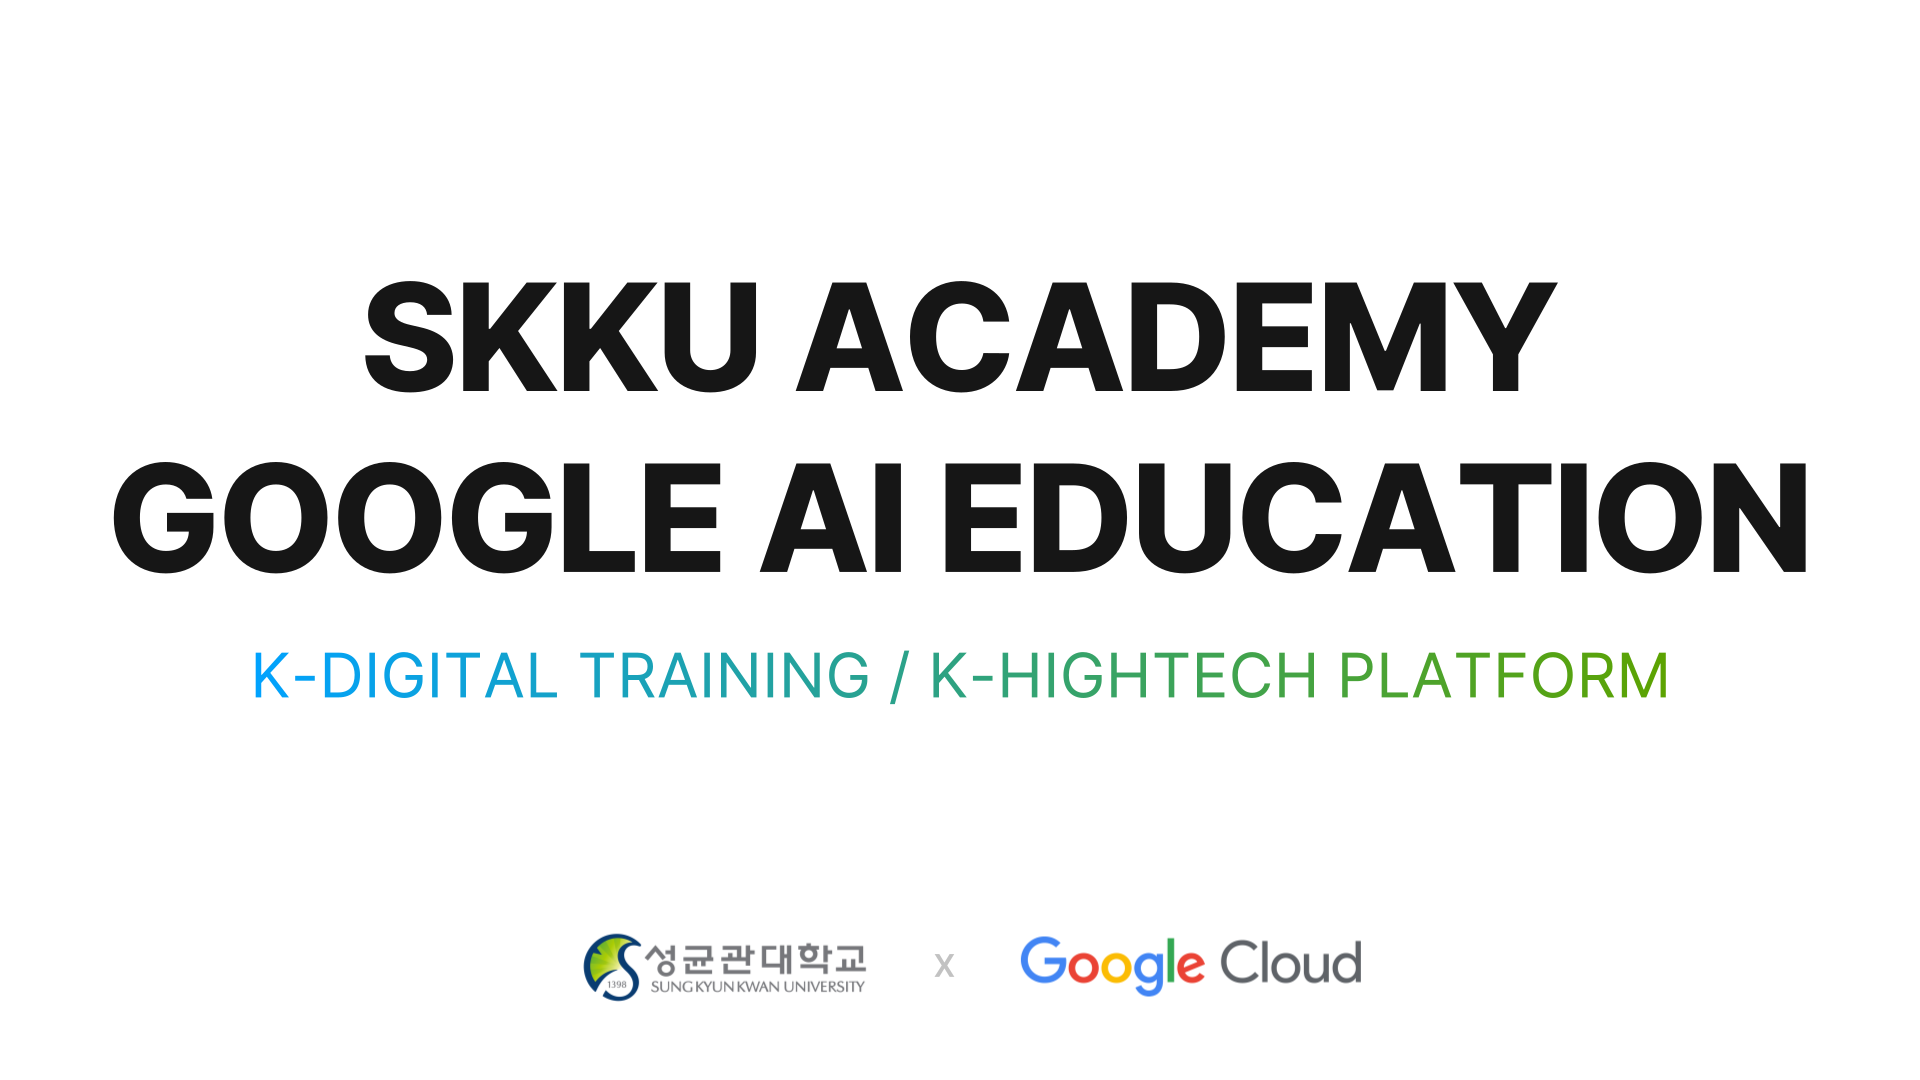 SKKU ACADEMY
GOOGLE AI EDUCATION
K-DIGITAL TRAINING / K-HIGHTECH PLATFORM
1398
성균관대학교
SUNG KYUN KWAN UNIVERSITY
x
Google Cloud